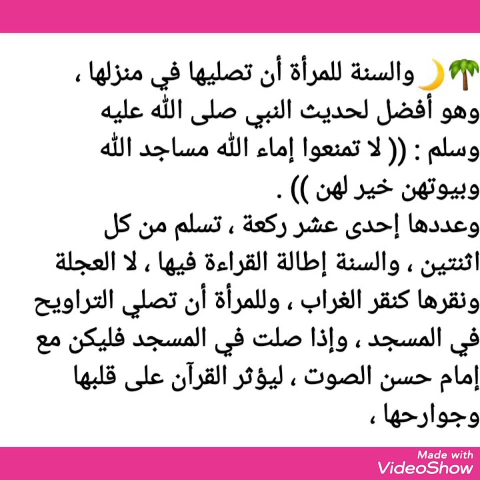 🌴🌙والسنة للمرأة أن تصليها في منزلها ،
وهو أفضل لحديث النبي صلى الله عليه
وسلم : (( لا تمنعوا إماء الله مساجد الله
وبيوتهن خير لهن )) .
وعددها إحدى عشر ركعة ، تسلم من كل
اثنتين ، والسنة إطالة القراءة فيها ، لا العجلة
ونقرها كنقر الغراب ، وللمرأة أن تصلي التراويح
في المسجد ، وإذا صلت في المسجد فليكن مع
إمام حسن الصوت ، ليؤثر القرآن على قلبها
وجوارحها ،
Made with
VideoShow